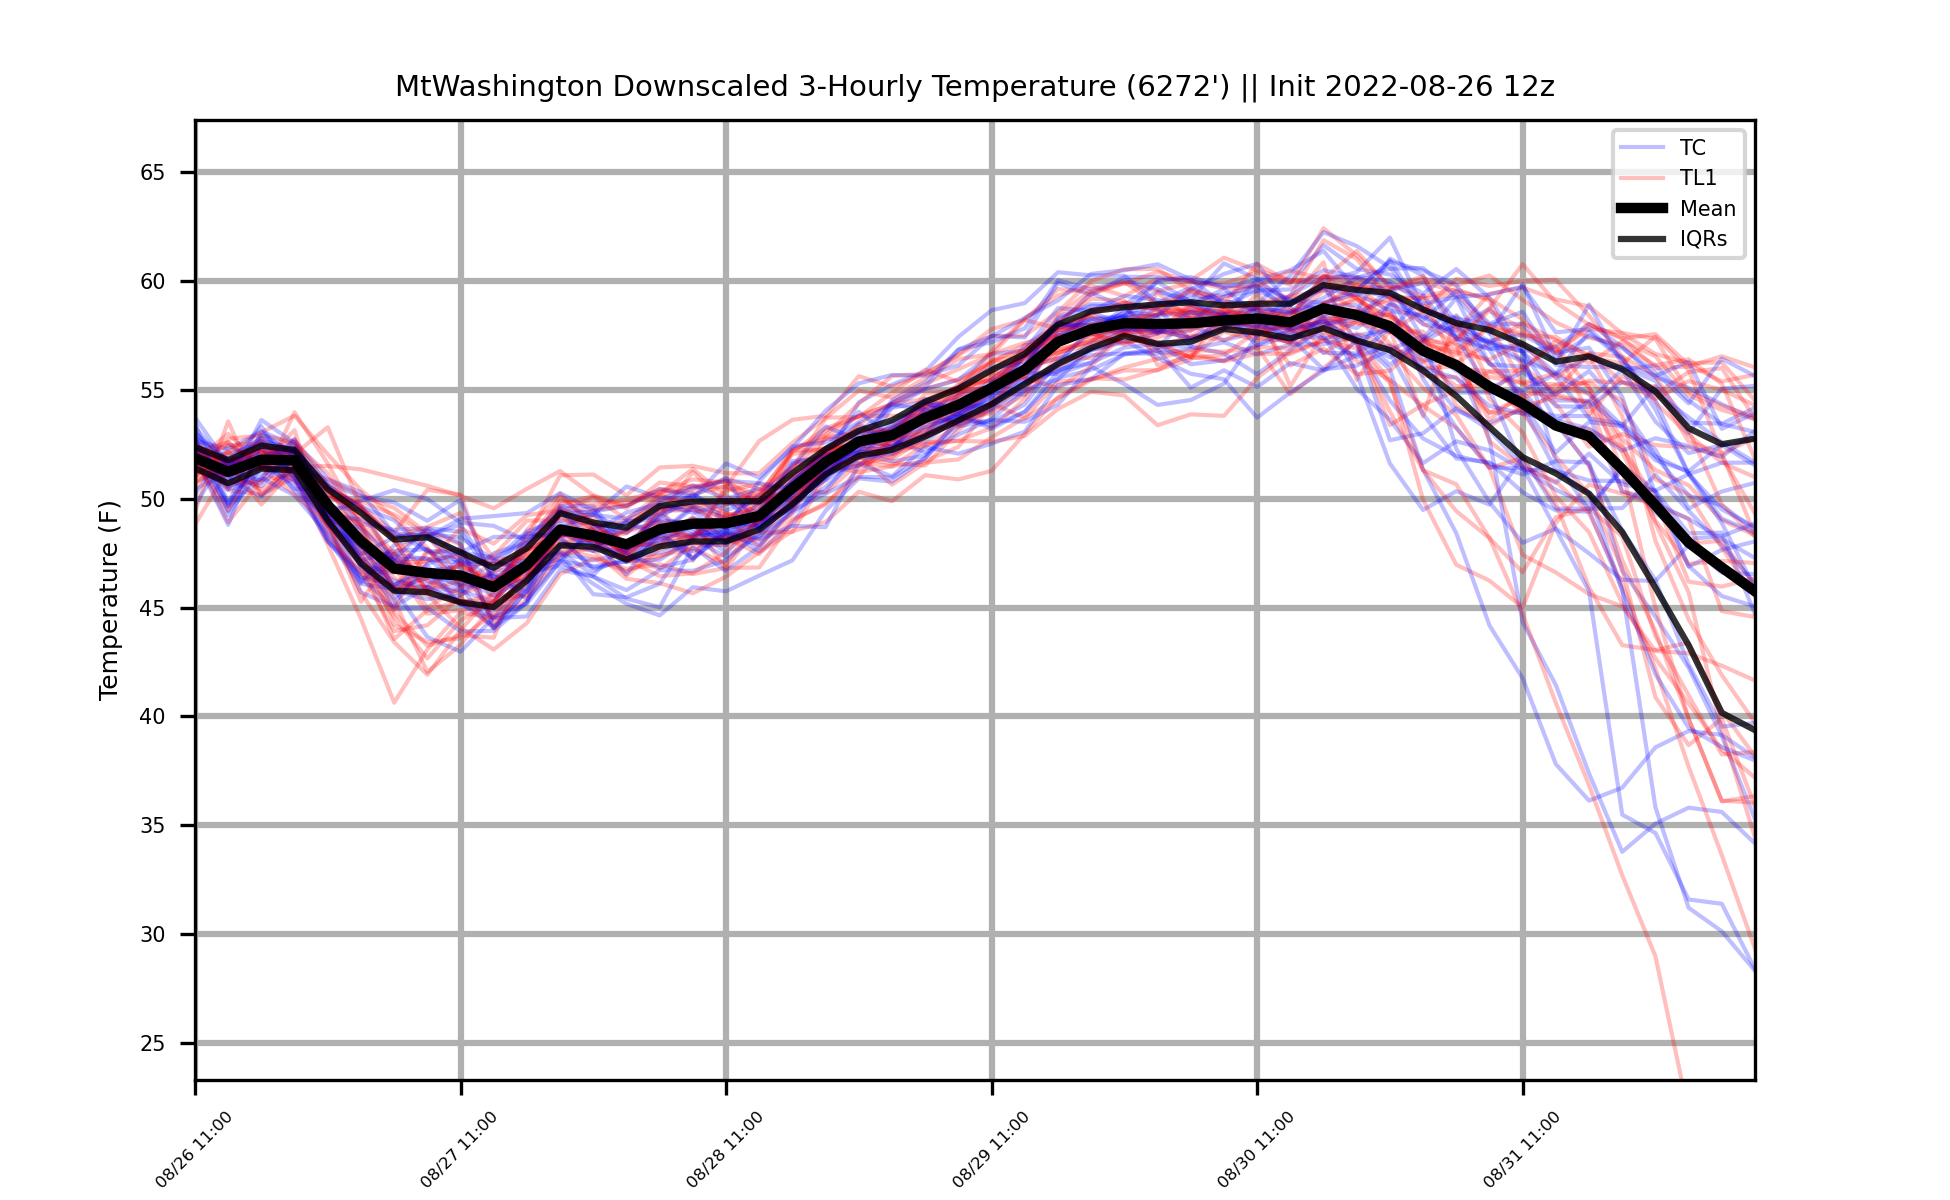 MtWashington Downscaled 3-Hourly Temperature (6272') || Init 2022-08-26 12z
TC
TL1
Mean
IQRs
Temperature (F)
65
60
55
50
45
40
35
30
25
08/26 11:00
08/27 11:00
08/28 11:00
08/29 11:00
08/30 11:00
08/31 11:00